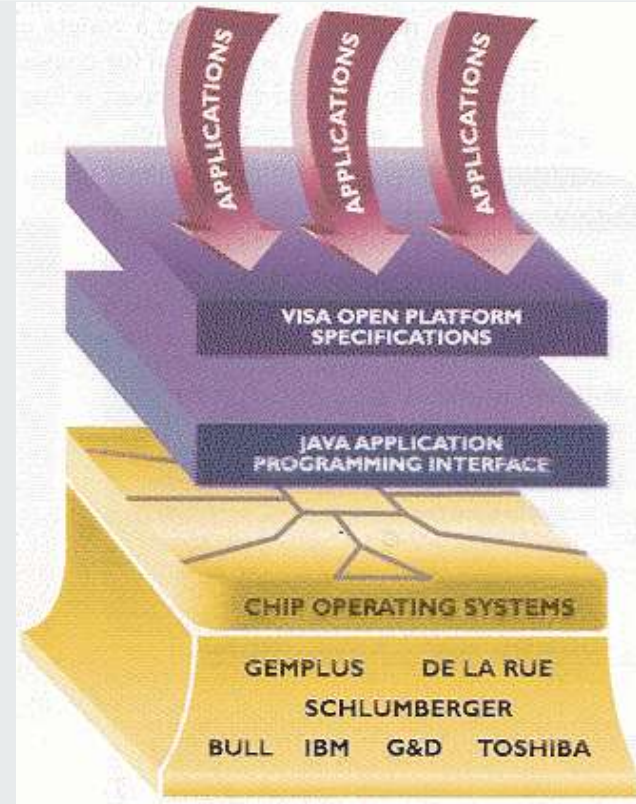 APPLICATIONS
APPLICATIONS
APPLICATIONS
VISA OPEN PLATFORM
SPECIFICATIONS
JAVA APPLICATION
PROGRAMMING INTERFACE
CHIP OPERATING SYSTEMS
GEMPLUS DE LA RUE
SCHLUMBERGER
BULL IBM G&D TOSHIBA